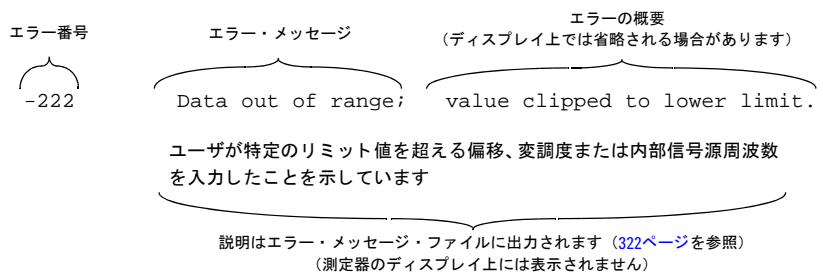 エラーの概要
エラー番号 エラー・メッセージ (ディスプレイ上では省略される場合があります)
-222 Data out of range; value clipped to lower limit.
ユーザが特定のリミット値を超える偏移、変調度または内部信号源周波数
を入力したことを示しています
説明はエラー・メッセージ・ファイルに出力されます (322ページを参照)
(測定器のディスプレイ上には表示されません)